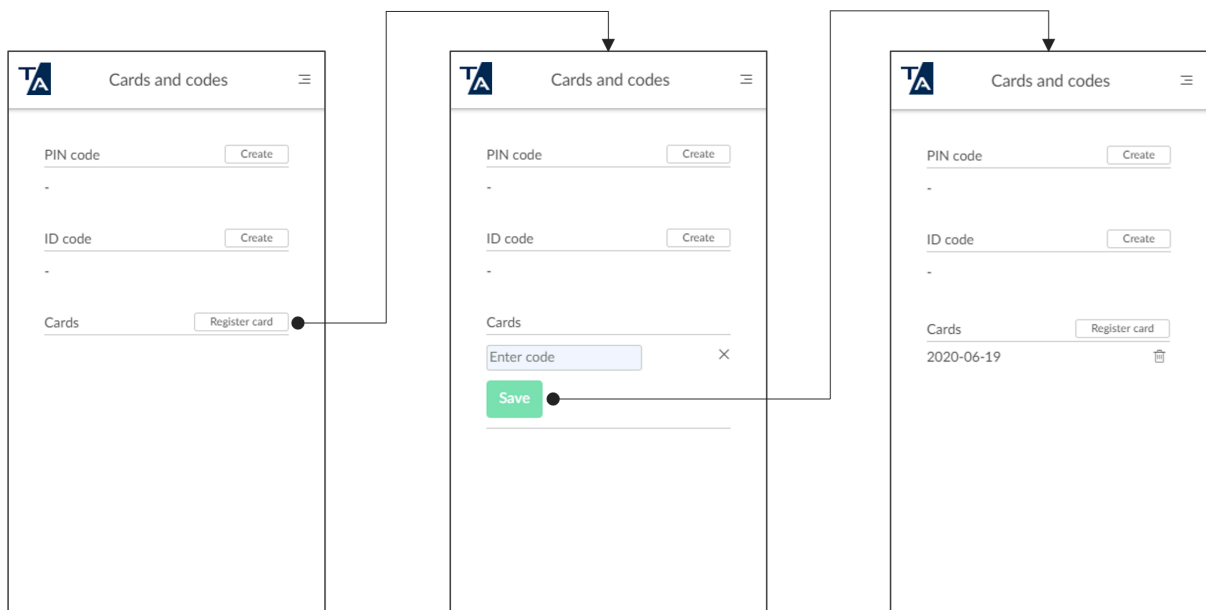 TA
Cards and codes
PIN code Create
-
ID code Create
-
Cards Register card
TA
Cards and codes
PIN code Create
-
ID code Create
-
Cards
Enter code
Save
TA
Cards and codes
PIN code Create
-
ID code Create
-
Cards Register card
2020-06-19